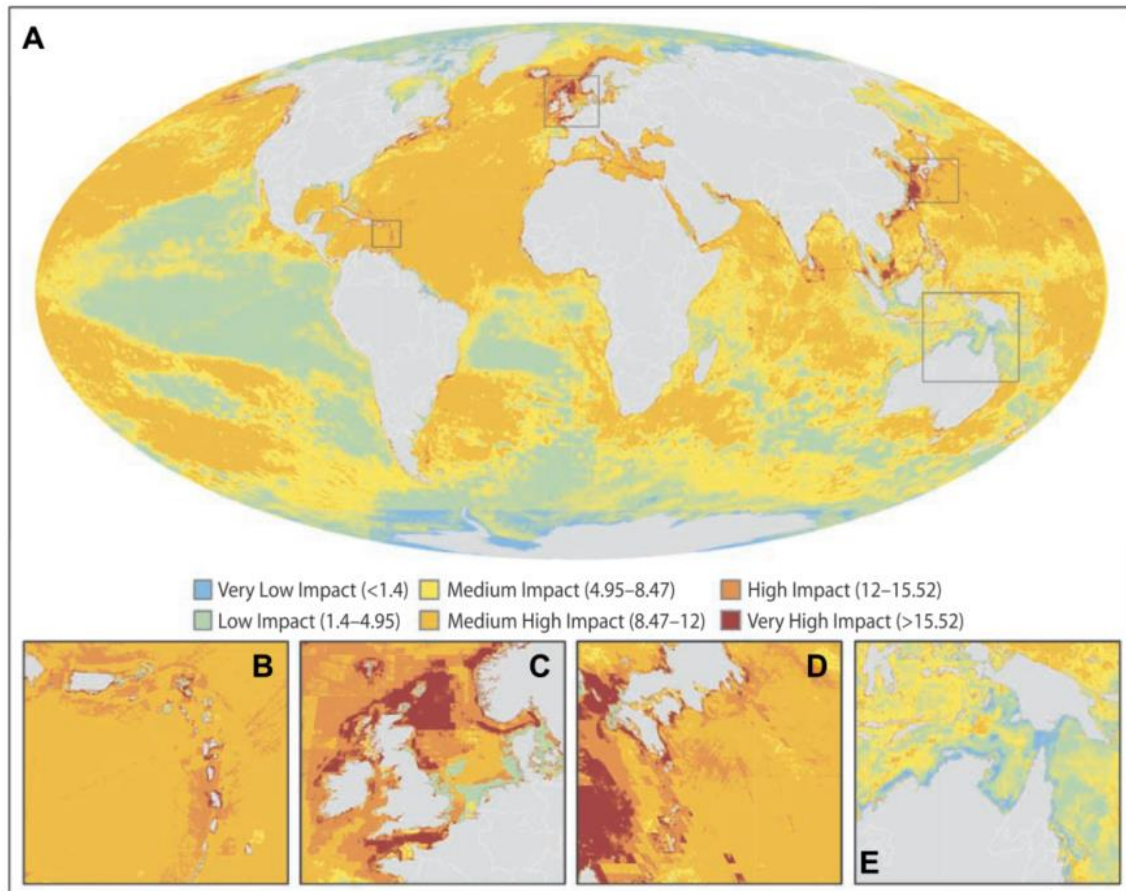 A
Very Low Impact (<1.4)
Medium Impact (4.95–8.47)
High Impact (12–15.52)
Low Impact (1.4–4.95)
Medium High Impact (8.47–12)
Very High Impact (>15.52)
B
C
D
E